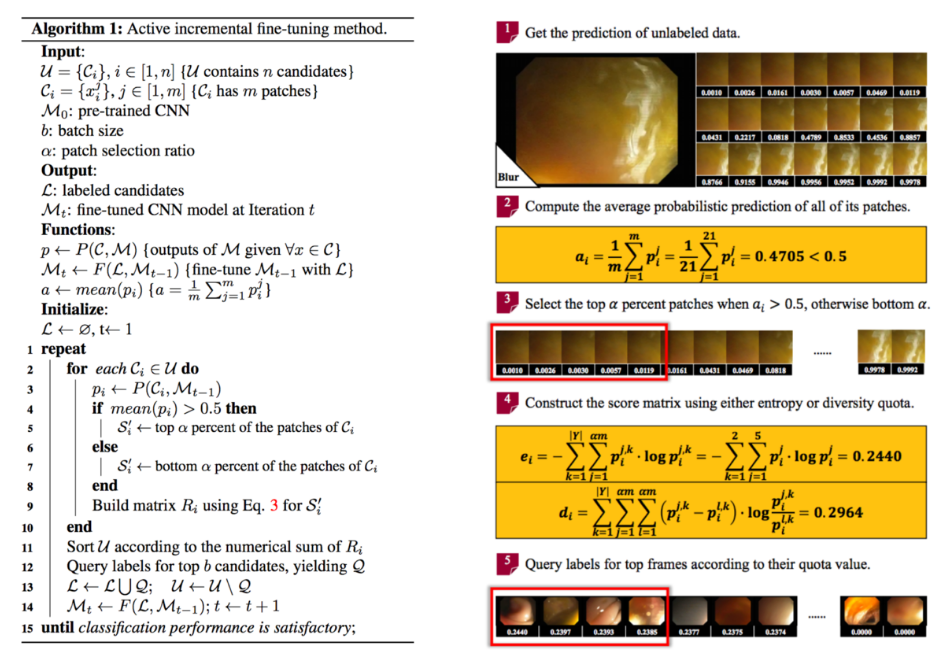 Algorithm 1: Active incremental fine-tuning method.
Input:
𝒰 = {𝒞ᵢ}, i ∈ [1, n] {𝒰 contains n candidates}
𝒞ᵢ = {xᵢʲ}, j ∈ [1, m] {𝒞ᵢ has m patches}
ℳ₀: pre-trained CNN
b: batch size
α: patch selection ratio
Output:
ℒ: labeled candidates
ℳₜ: fine-tuned CNN model at Iteration t
Functions:
p ← P(𝒞, ℳ) {outputs of ℳ given ∀x ∈ 𝒞}
ℳₜ ← F(ℒ, ℳₜ₋₁) {fine-tune ℳₜ₋₁ with ℒ}
a ← mean(pᵢ) {a = 1/m ∑ⱼ₌₁ᵐ pᵢʲ}
Initialize:
ℒ ← ∅, t← 1
1 repeat
2 for each 𝒞ᵢ ∈ 𝒰 do
3 pᵢ ← P(𝒞ᵢ, ℳₜ₋₁)
4 if mean(pᵢ) > 0.5 then
5 𝒮ᵢ′ ← top α percent of the patches of 𝒞ᵢ
6 else
7 𝒮ᵢ′ ← bottom α percent of the patches of 𝒞ᵢ
8 end
9 Build matrix Rᵢ using Eq. 3 for 𝒮ᵢ′
10 end
11 Sort 𝒰 according to the numerical sum of Rᵢ
12 Query labels for top b candidates, yielding 𝒬
13 ℒ ← ℒ ⋃ 𝒬; 𝒰 ← 𝒰 \ 𝒬
14 ℳₜ ← F(ℒ, ℳₜ₋₁); t ← t + 1
15 until classification performance is satisfactory;
1 Get the prediction of unlabeled data.
Blur
0.0010 0.0026 0.0161 0.0030 0.0057 0.0469 0.0119
0.0431 0.2217 0.0818 0.4789 0.8533 0.4536 0.8857
0.8766 0.9155 0.9946 0.9956 0.9952 0.9992 0.9978
2 Compute the average probabilistic prediction of all of its patches.
aᵢ = 1/m ∑ⱼ₌₁ᵐ pᵢʲ = 1/21 ∑ⱼ₌₁²¹ pᵢʲ = 0.4705 < 0.5
3 Select the top α percent patches when aᵢ > 0.5, otherwise bottom α.
0.0010 0.0026 0.0030 0.0057 0.0119 0.0161 0.0431 0.0469 0.0818 ...... 0.9978 0.9992
4 Construct the score matrix using either entropy or diversity quota.
eᵢ = − ∑ₖ₌₁^|Y| ∑ⱼ₌₁^αm pᵢ^j,k · log pᵢ^j,k = − ∑ₖ₌₁² ∑ⱼ₌₁⁵ pᵢʲ · log pᵢʲ = 0.2440
dᵢ = ∑ₖ₌₁^|Y| ∑ⱼ₌₁^αm ∑ₗ₌₁^αm (pᵢ^j,k − pᵢ^l,k) · log pᵢ^j,k/pᵢ^l,k = 0.2964
5 Query labels for top frames according to their quota value.
0.2440 0.2397 0.2393 0.2385 0.2377 0.2375 0.2374 ...... 0.0000 0.0000